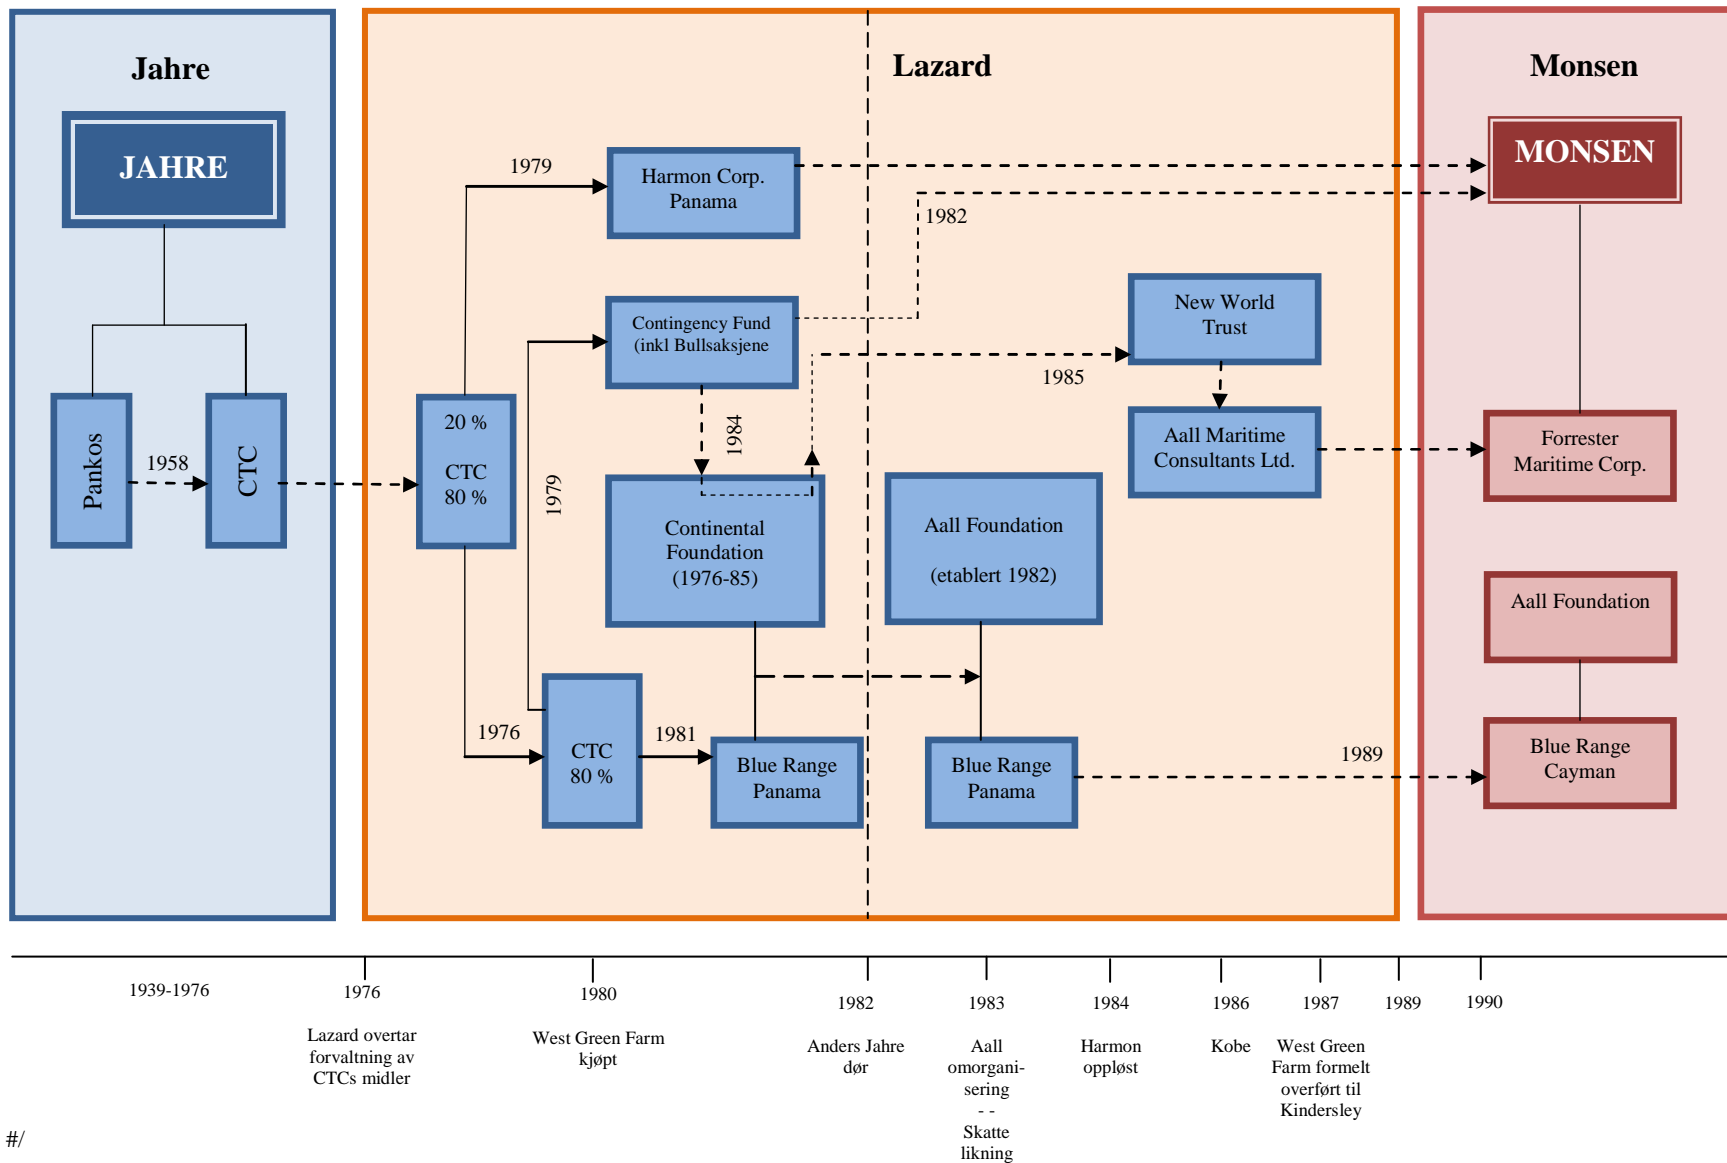 Jahre
Lazard
Monsen
JAHRE
Pankos
1958
CTC
20 %
CTC
80 %
1979
Harmon Corp.
Panama
1979
Contingency Fund
(inkl Bullsaksjene
1984
Continental
Foundation
(1976-85)
1976
CTC
80 %
1981
Blue Range
Panama
1982
1985
New World
Trust
Aall Maritime
Consultants Ltd.
Aall Foundation
(etablert 1982)
Blue Range
Panama
1989
MONSEN
Forrester
Maritime Corp.
Aall Foundation
Blue Range
Cayman
1939-1976
1976
Lazard overtar
forvaltning av
CTCs midler
1980
West Green Farm
kjøpt
1982
Anders Jahre
dør
1983
Aall
omorgani-
sering
- -
Skatte
likning
1984
Harmon
oppløst
1986
Kobe
1987
West Green
Farm formelt
overført til
Kindersley
1989
1990
#/